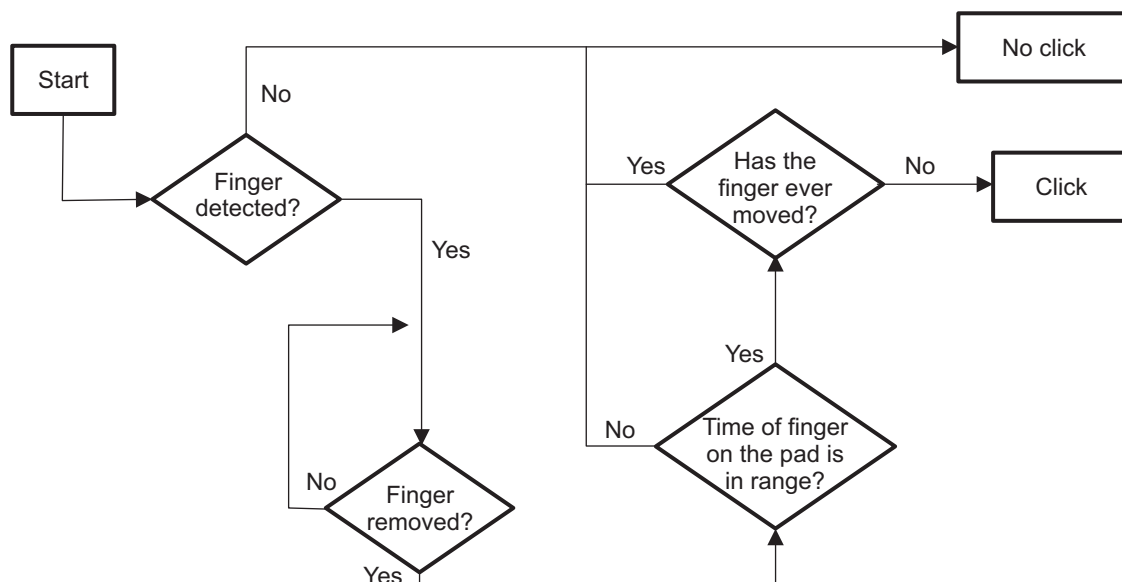 Start
No
Finger
detected?
Yes
No
Finger
removed?
Yes
No click
Yes
Has the
finger ever
moved?
No
Click
Yes
No
Time of finger
on the pad is
in range?